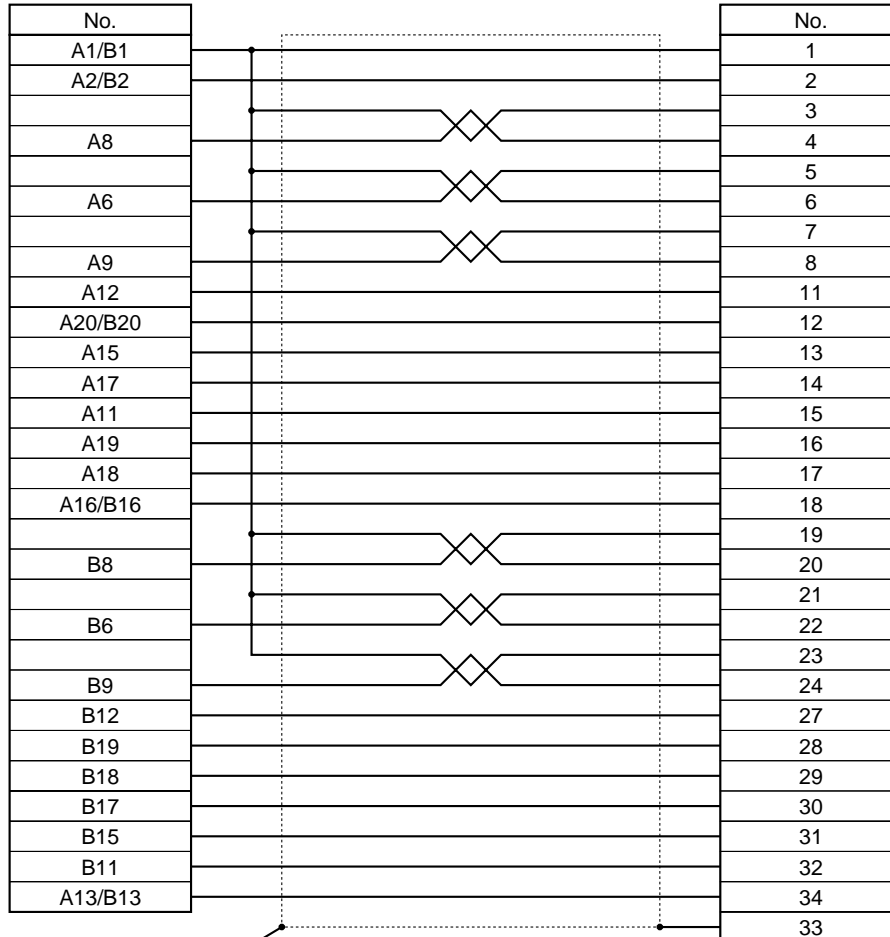 No. No.
A1/B1 1
A2/B2 2
3
A8 4
5
A6 6
7
A9 8
A12 11
A20/B20 12
A15 13
A17 14
A11 15
A19 16
A18 17
A16/B16 18
19
B8 20
21
B6 22
23
B9 24
B12 27
B19 28
B18 29
B17 30
B15 31
B11 32
A13/B13 34
33